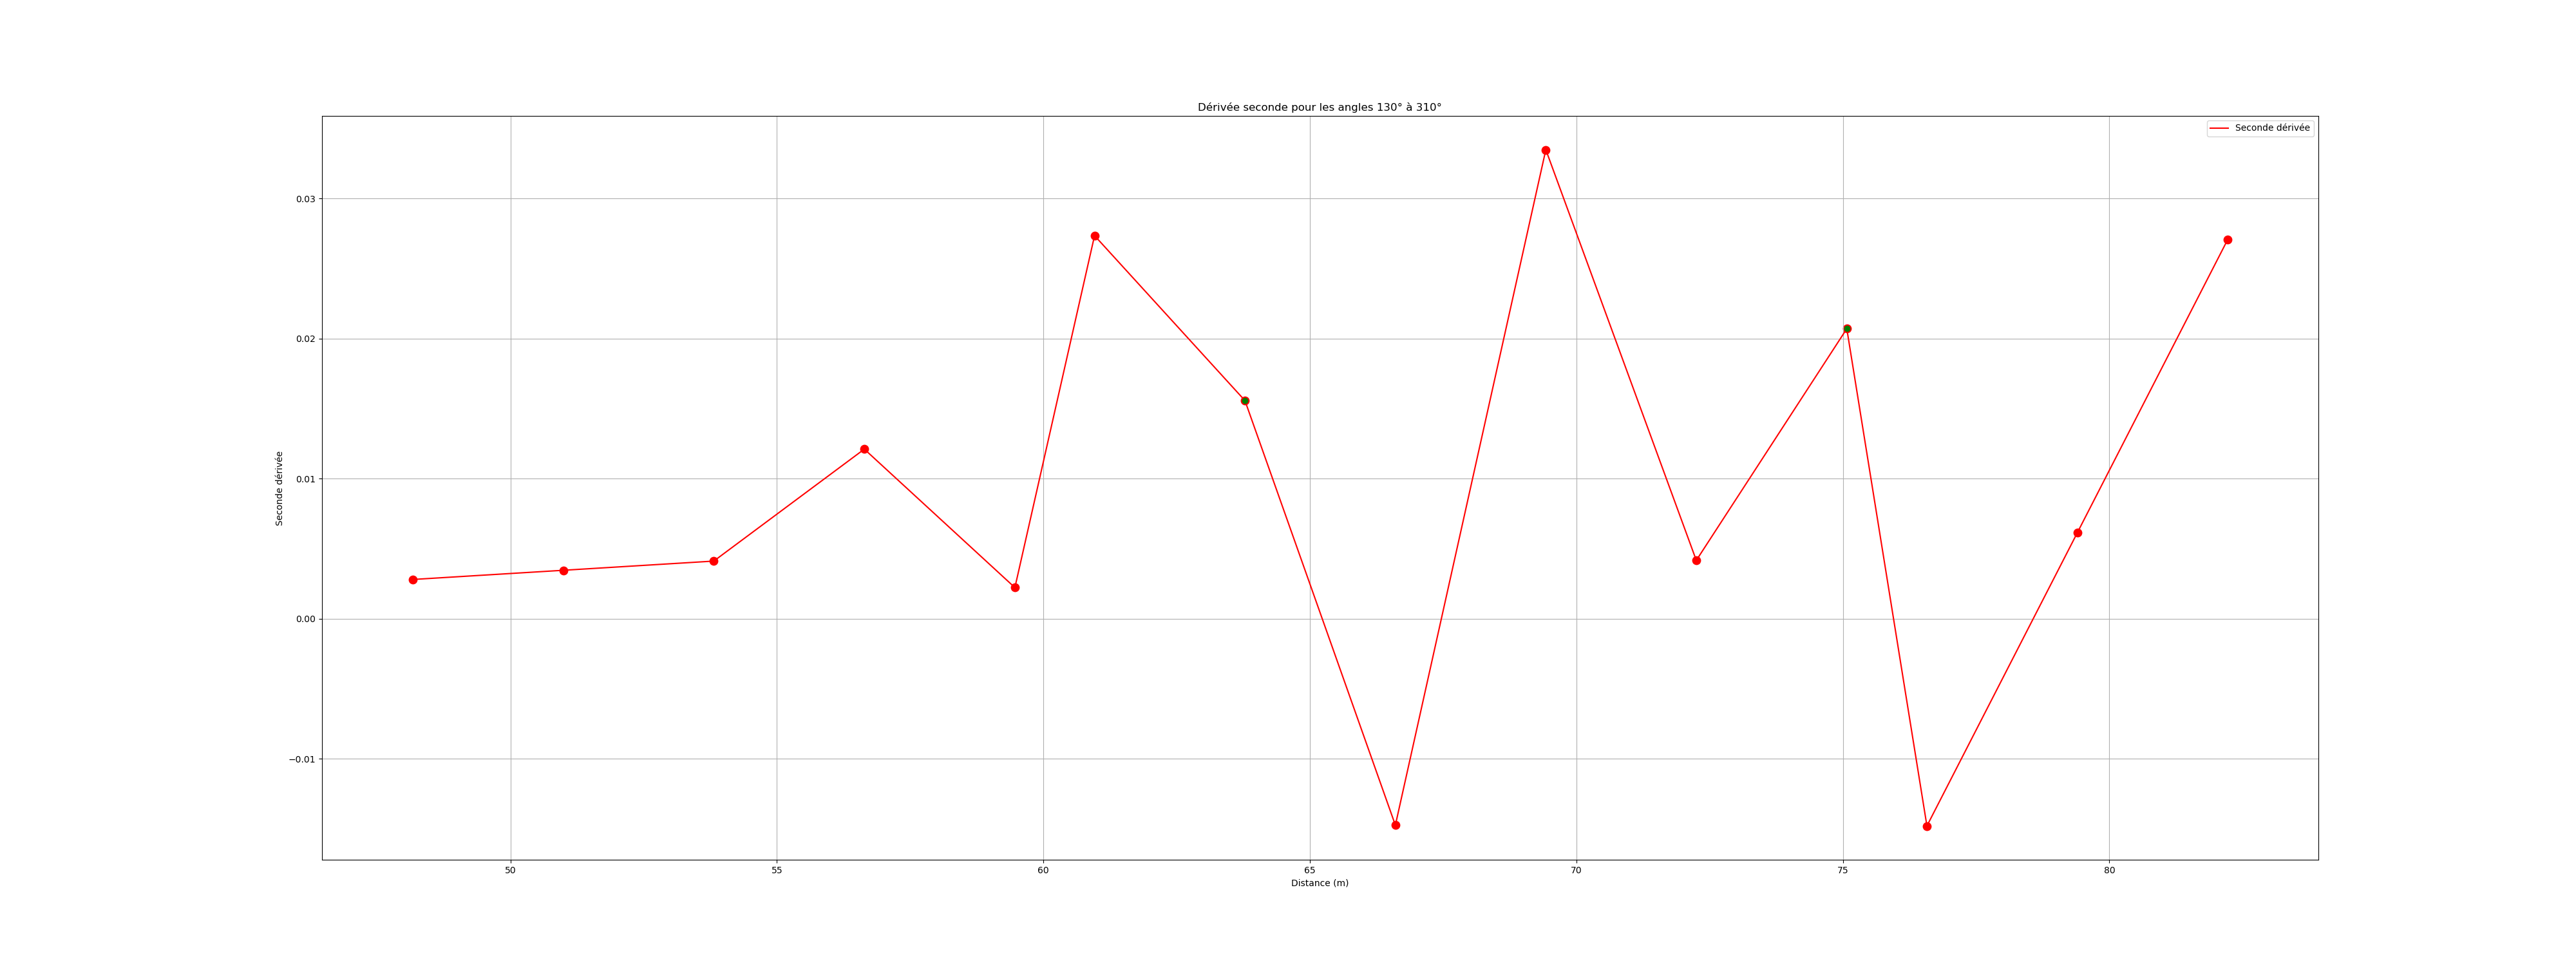 Dérivée seconde pour les angles 130° à 310°
Seconde dérivée
0.03
0.02
0.01
0.00
−0.01
Seconde dérivée
50 55 60 65 70 75 80
Distance (m)